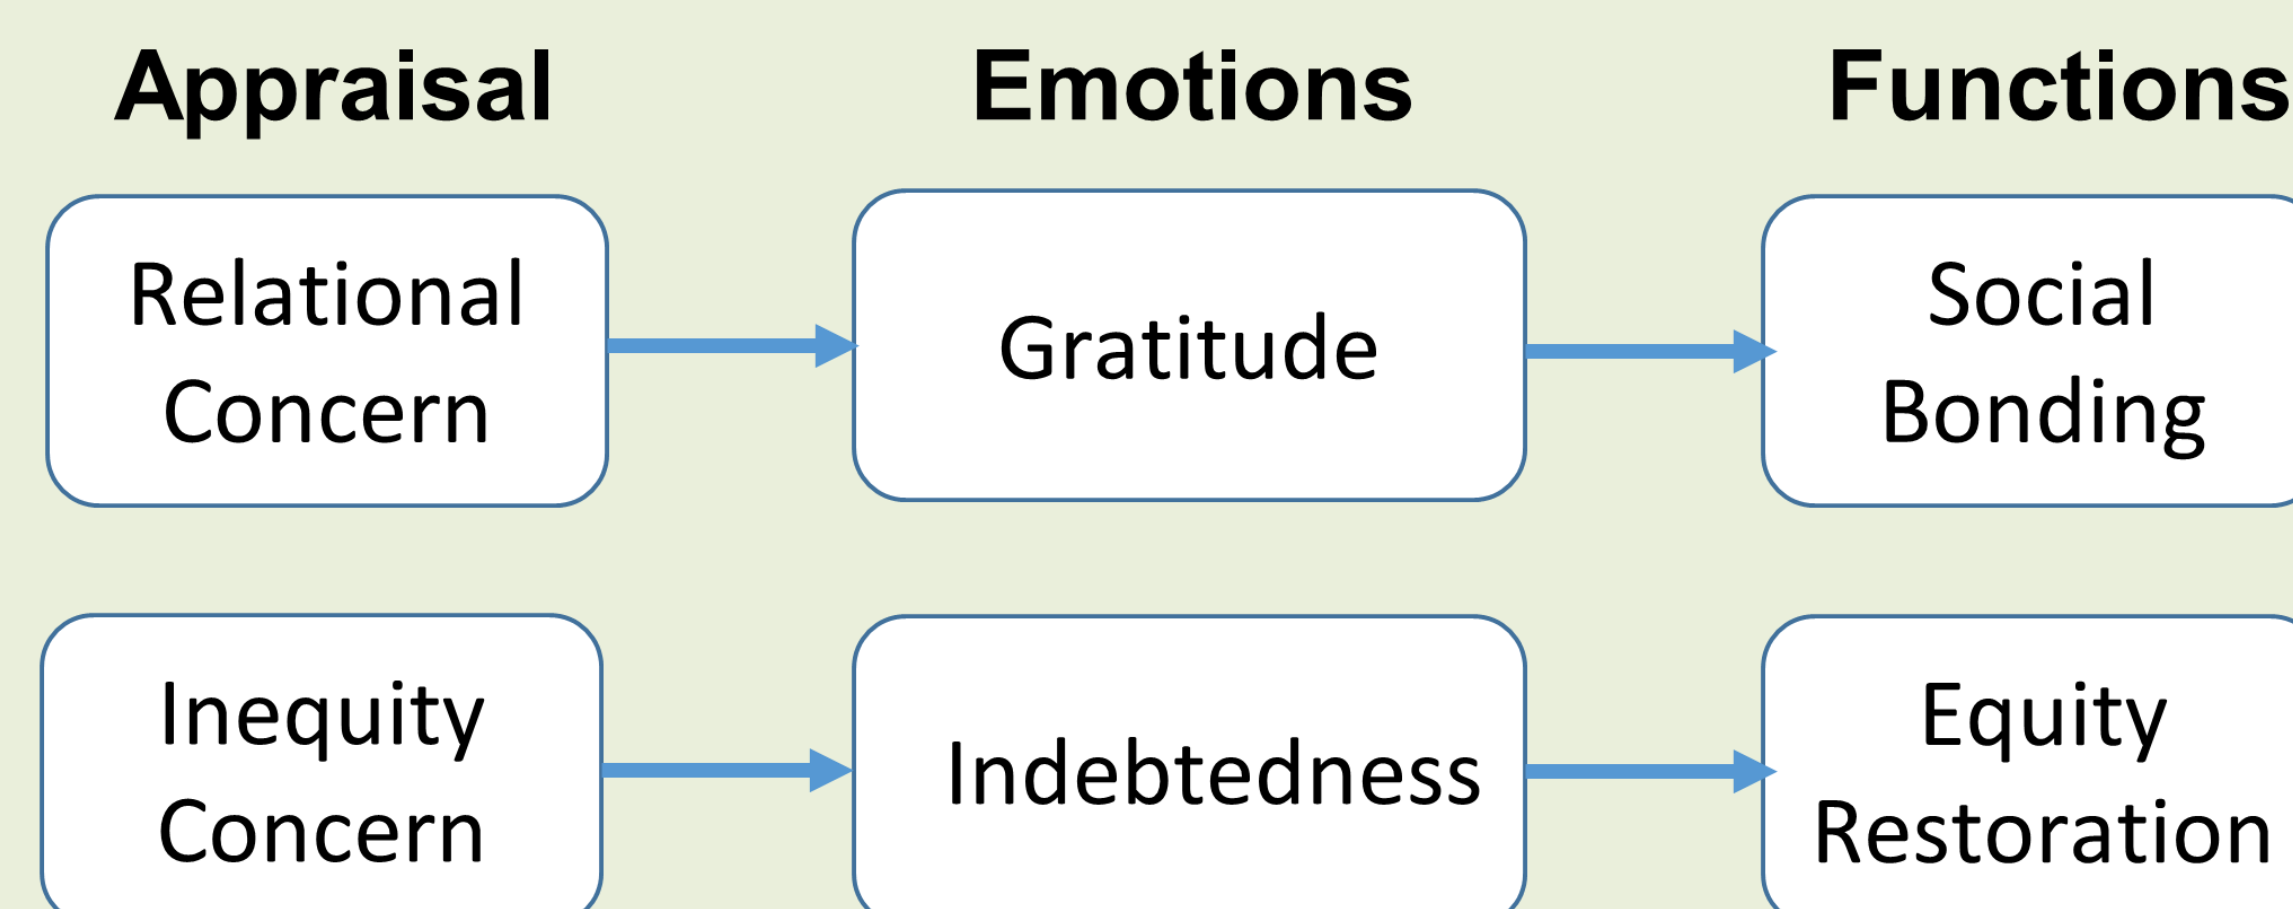 Appraisal
Emotions
Functions
Relational
Concern
Gratitude
Social
Bonding
Inequity
Concern
Indebtedness
Equity
Restoration